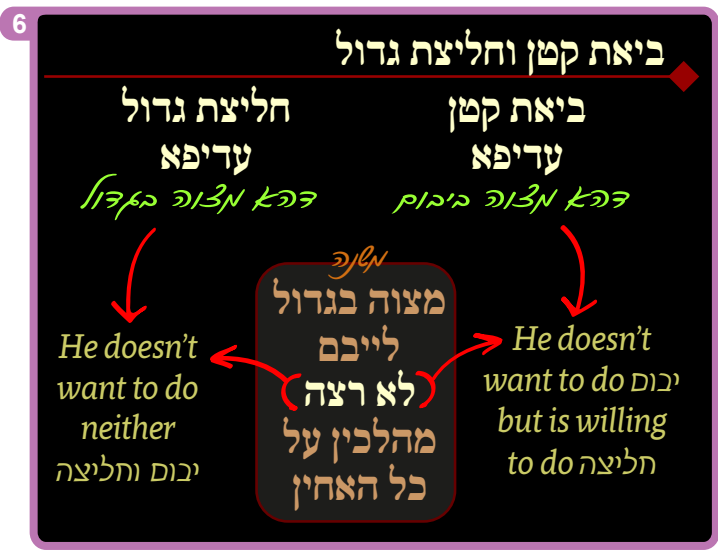 6
ביאת קטן וחליצת גדול
ביאת קטן
עדיפא
דהא מצוה ביבום
חליצת גדול
עדיפא
דהא מצוה בגדול
משנה
מצוה בגדול
לייבם
(לא רצה)
מהלכין על
כל האחין
He doesn't
want to do יבום
but is willing
to do חליצה
He doesn't
want to do
neither
יבום וחליצה